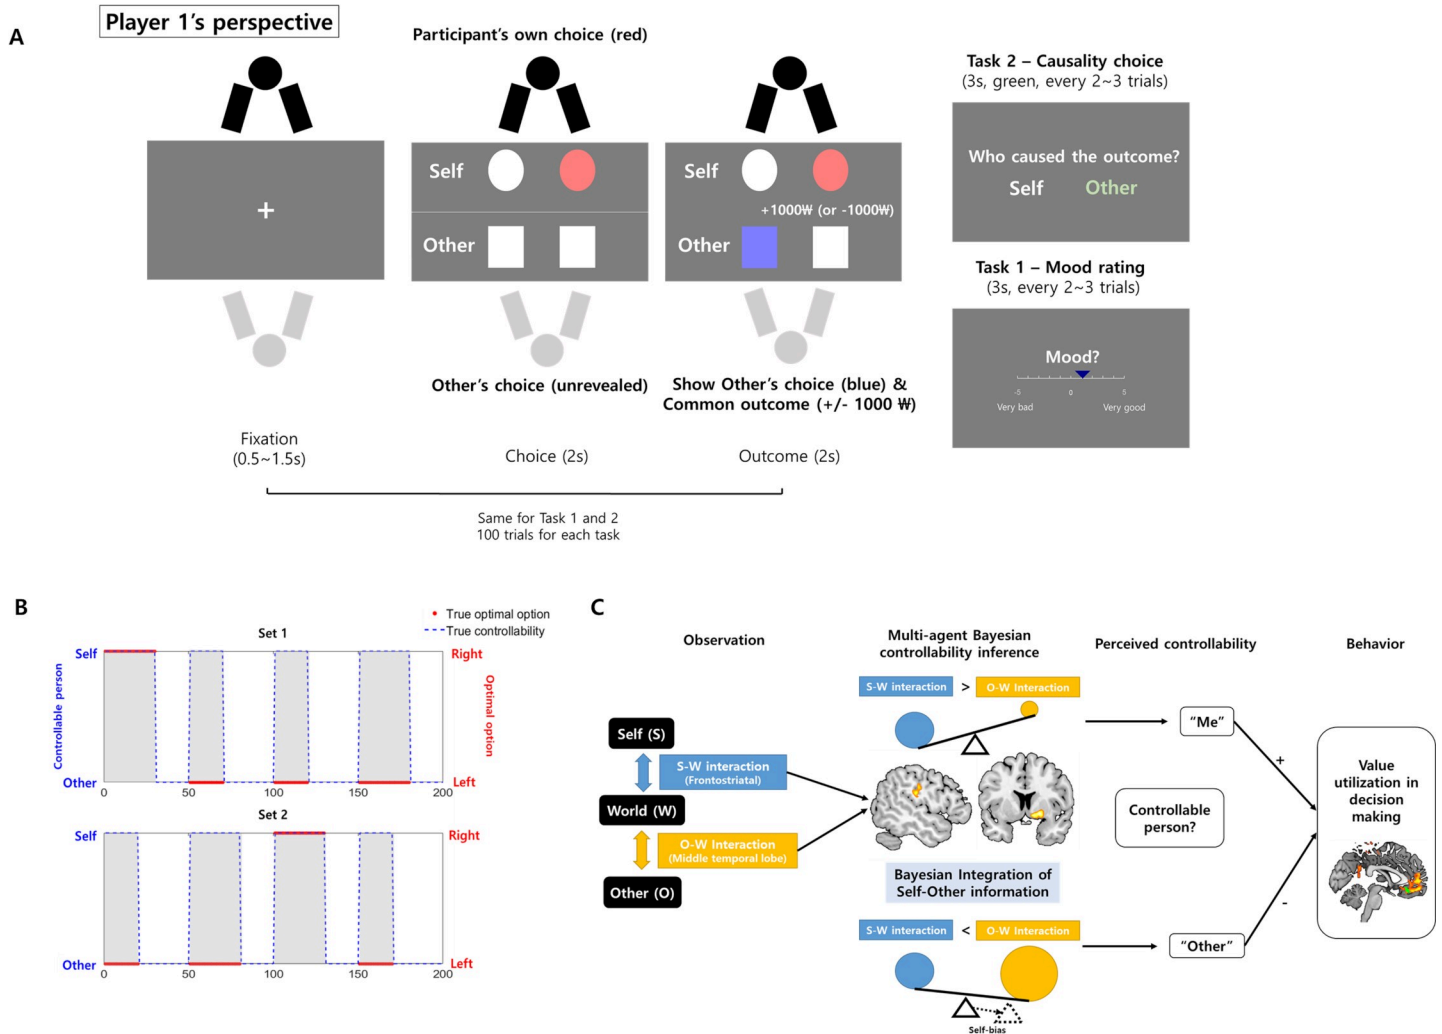 A
Player 1's perspective
Participant's own choice (red)
+
Self
Other
Other's choice (unrevealed)
Self
+1000₩ (or -1000₩)
Other
Show Other's choice (blue) &
Common outcome (+/- 1000 ₩)
Fixation
(0.5~1.5s)
Choice (2s)
Outcome (2s)
Same for Task 1 and 2
100 trials for each task
Task 2 – Causality choice
(3s, green, every 2~3 trials)
Who caused the outcome?
Self Other
Task 1 – Mood rating
(3s, every 2~3 trials)
Mood?
-5 0 5
Very bad Very good
B
True optimal option
True controllability
Set 1
Self
Controllable person
Other
Right
Optimal option
Left
0 50 100 150 200
Set 2
Self
Other
Right
Left
0 50 100 150 200
C
Observation
Self (S)
S-W interaction
(Frontostriatal)
World (W)
O-W Interaction
(Middle temporal lobe)
Other (O)
Multi-agent Bayesian
controllability inference
S-W interaction > O-W Interaction
Bayesian Integration of
Self-Other information
S-W interaction < O-W Interaction
Self-bias
Perceived controllability
"Me"
Controllable
person?
"Other"
+
-
Behavior
Value
utilization in
decision
making